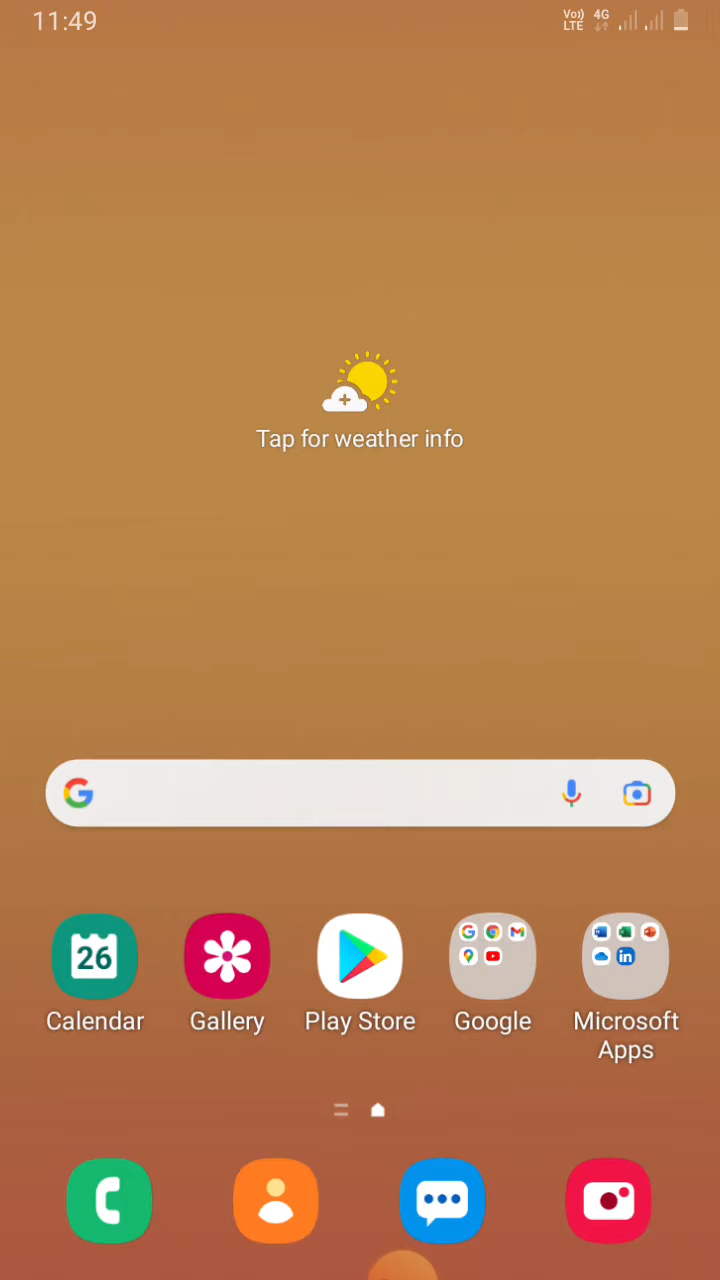 11:49
Vo)) 4G
LTE
Tap for weather info
G
26
Calendar Gallery Play Store Google Microsoft
Apps